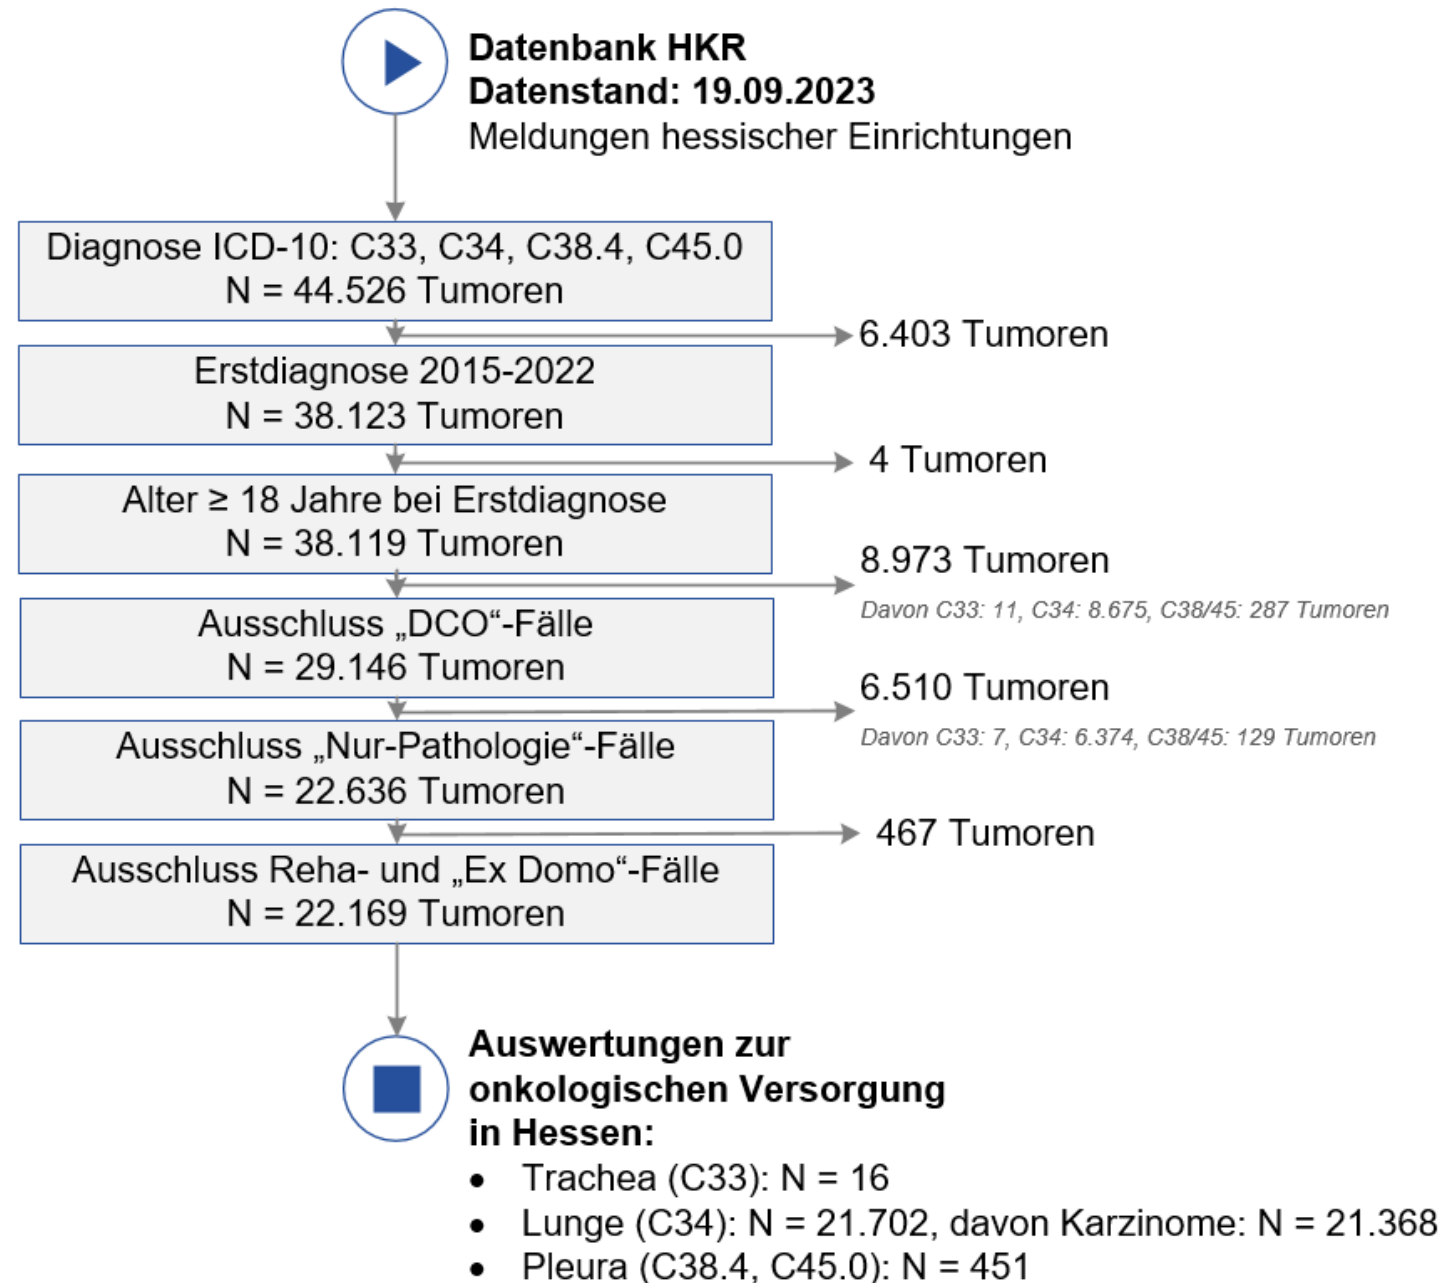 Datenbank HKR
Datenstand: 19.09.2023
Meldungen hessischer Einrichtungen
Diagnose ICD-10: C33, C34, C38.4, C45.0
N = 44.526 Tumoren
6.403 Tumoren
Erstdiagnose 2015-2022
N = 38.123 Tumoren
4 Tumoren
Alter ≥ 18 Jahre bei Erstdiagnose
N = 38.119 Tumoren
8.973 Tumoren
Davon C33: 11, C34: 8.675, C38/45: 287 Tumoren
Ausschluss „DCO“-Fälle
N = 29.146 Tumoren
6.510 Tumoren
Davon C33: 7, C34: 6.374, C38/45: 129 Tumoren
Ausschluss „Nur-Pathologie“-Fälle
N = 22.636 Tumoren
467 Tumoren
Ausschluss Reha- und „Ex Domo“-Fälle
N = 22.169 Tumoren
Auswertungen zur
onkologischen Versorgung
in Hessen:
• Trachea (C33): N = 16
• Lunge (C34): N = 21.702, davon Karzinome: N = 21.368
• Pleura (C38.4, C45.0): N = 451